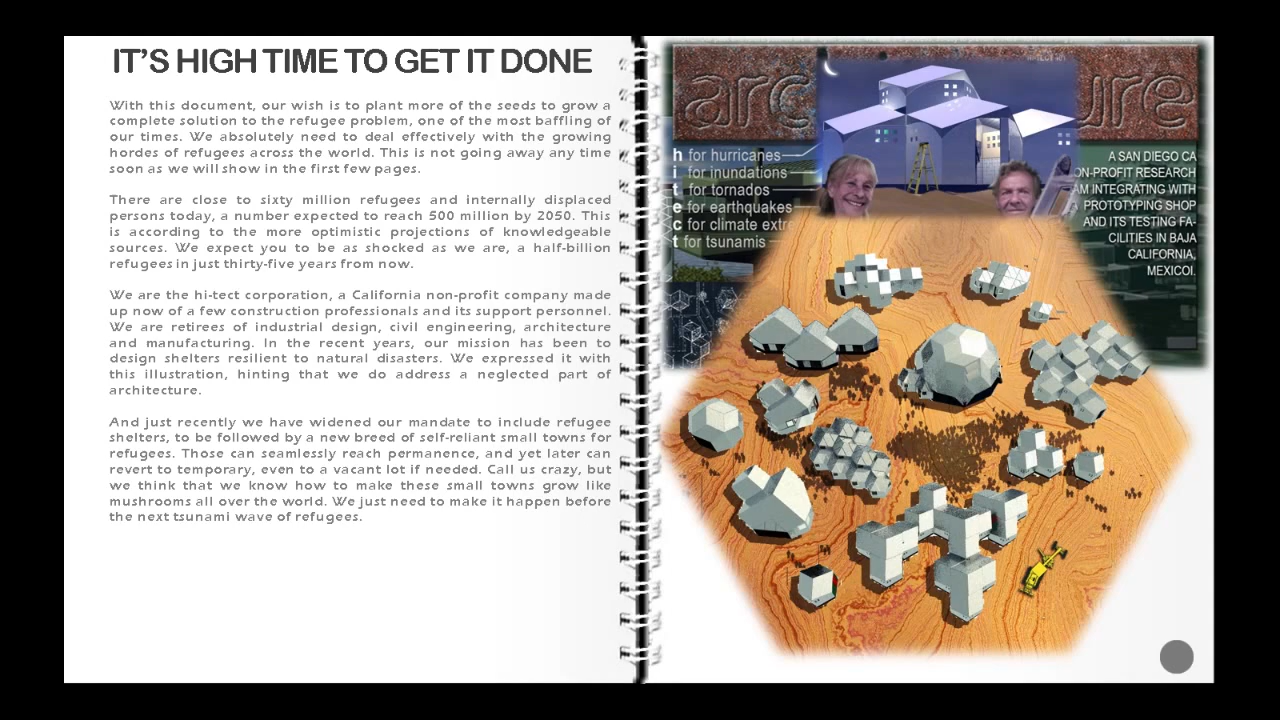 IT’S HIGH TIME TO GET IT DONE
With this document, our wish is to plant more of the seeds to grow a
complete solution to the refugee problem, one of the most baffling of
our times. We absolutely need to deal effectively with the growing
hordes of refugees across the world. This is not going away any time
soon as we will show in the first few pages.
There are close to sixty million refugees and internally displaced
persons today, a number expected to reach 500 million by 2050. This
is according to the more optimistic projections of knowledgeable
sources. We expect you to be as shocked as we are, a half-billion
refugees in just thirty-five years from now.
We are the hi-tect corporation, a California non-profit company made
up now of a few construction professionals and its support personnel.
We are retirees of industrial design, civil engineering, architecture
and manufacturing. In the recent years, our mission has been to
design shelters resilient to natural disasters. We expressed it with
this illustration, hinting that we do address a neglected part of
architecture.
And just recently we have widened our mandate to include refugee
shelters, to be followed by a new breed of self-reliant small towns for
refugees. Those can seamlessly reach permanence, and yet later can
revert to temporary, even to a vacant lot if needed. Call us crazy, but
we think that we know how to make these small towns grow like
mushrooms all over the world. We just need to make it happen before
the next tsunami wave of refugees.
arc ure
h for hurricanes
i for inundations
t for tornados
e for earthquakes
c for climate extre
t for tsunamis
A SAN DIEGO CA
ON-PROFIT RESEARCH
AM INTEGRATING WITH
PROTOTYPING SHOP
AND ITS TESTING FA-
CILITIES IN BAJA
CALIFORNIA,
MEXICOI.